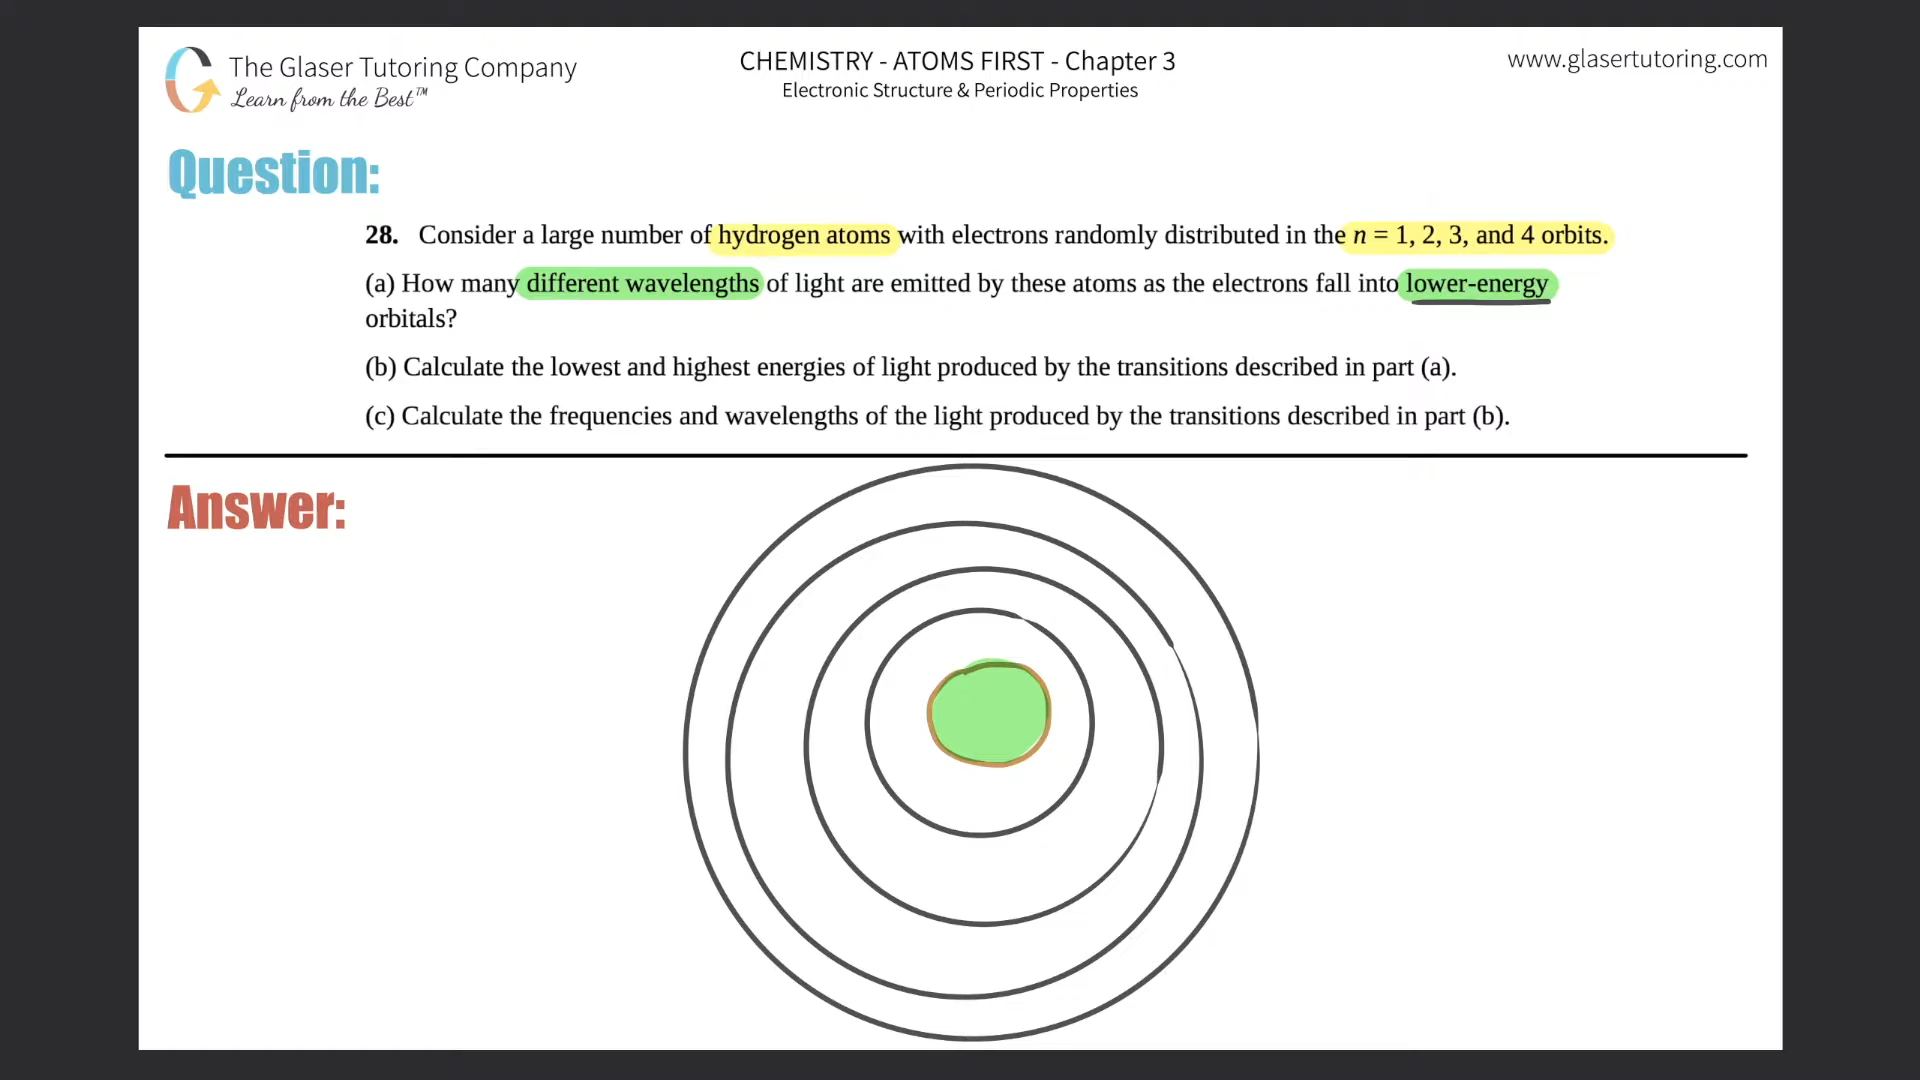 The Glaser Tutoring Company
Learn from the Best™
CHEMISTRY - ATOMS FIRST - Chapter 3
Electronic Structure & Periodic Properties
www.glasertutoring.com
Question:
28. Consider a large number of hydrogen atoms with electrons randomly distributed in the n = 1, 2, 3, and 4 orbits.
(a) How many different wavelengths of light are emitted by these atoms as the electrons fall into lower-energy
orbitals?
(b) Calculate the lowest and highest energies of light produced by the transitions described in part (a).
(c) Calculate the frequencies and wavelengths of the light produced by the transitions described in part (b).
Answer: